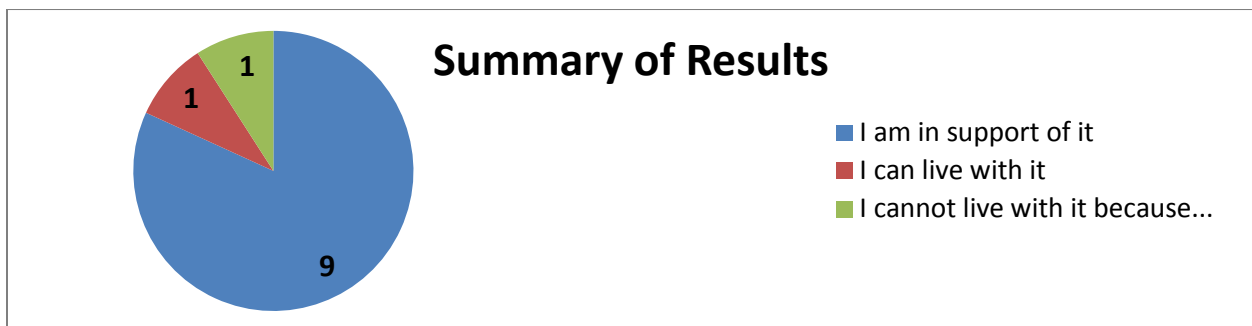 Summary of Results
1
1
9
I am in support of it
I can live with it
I cannot live with it because...